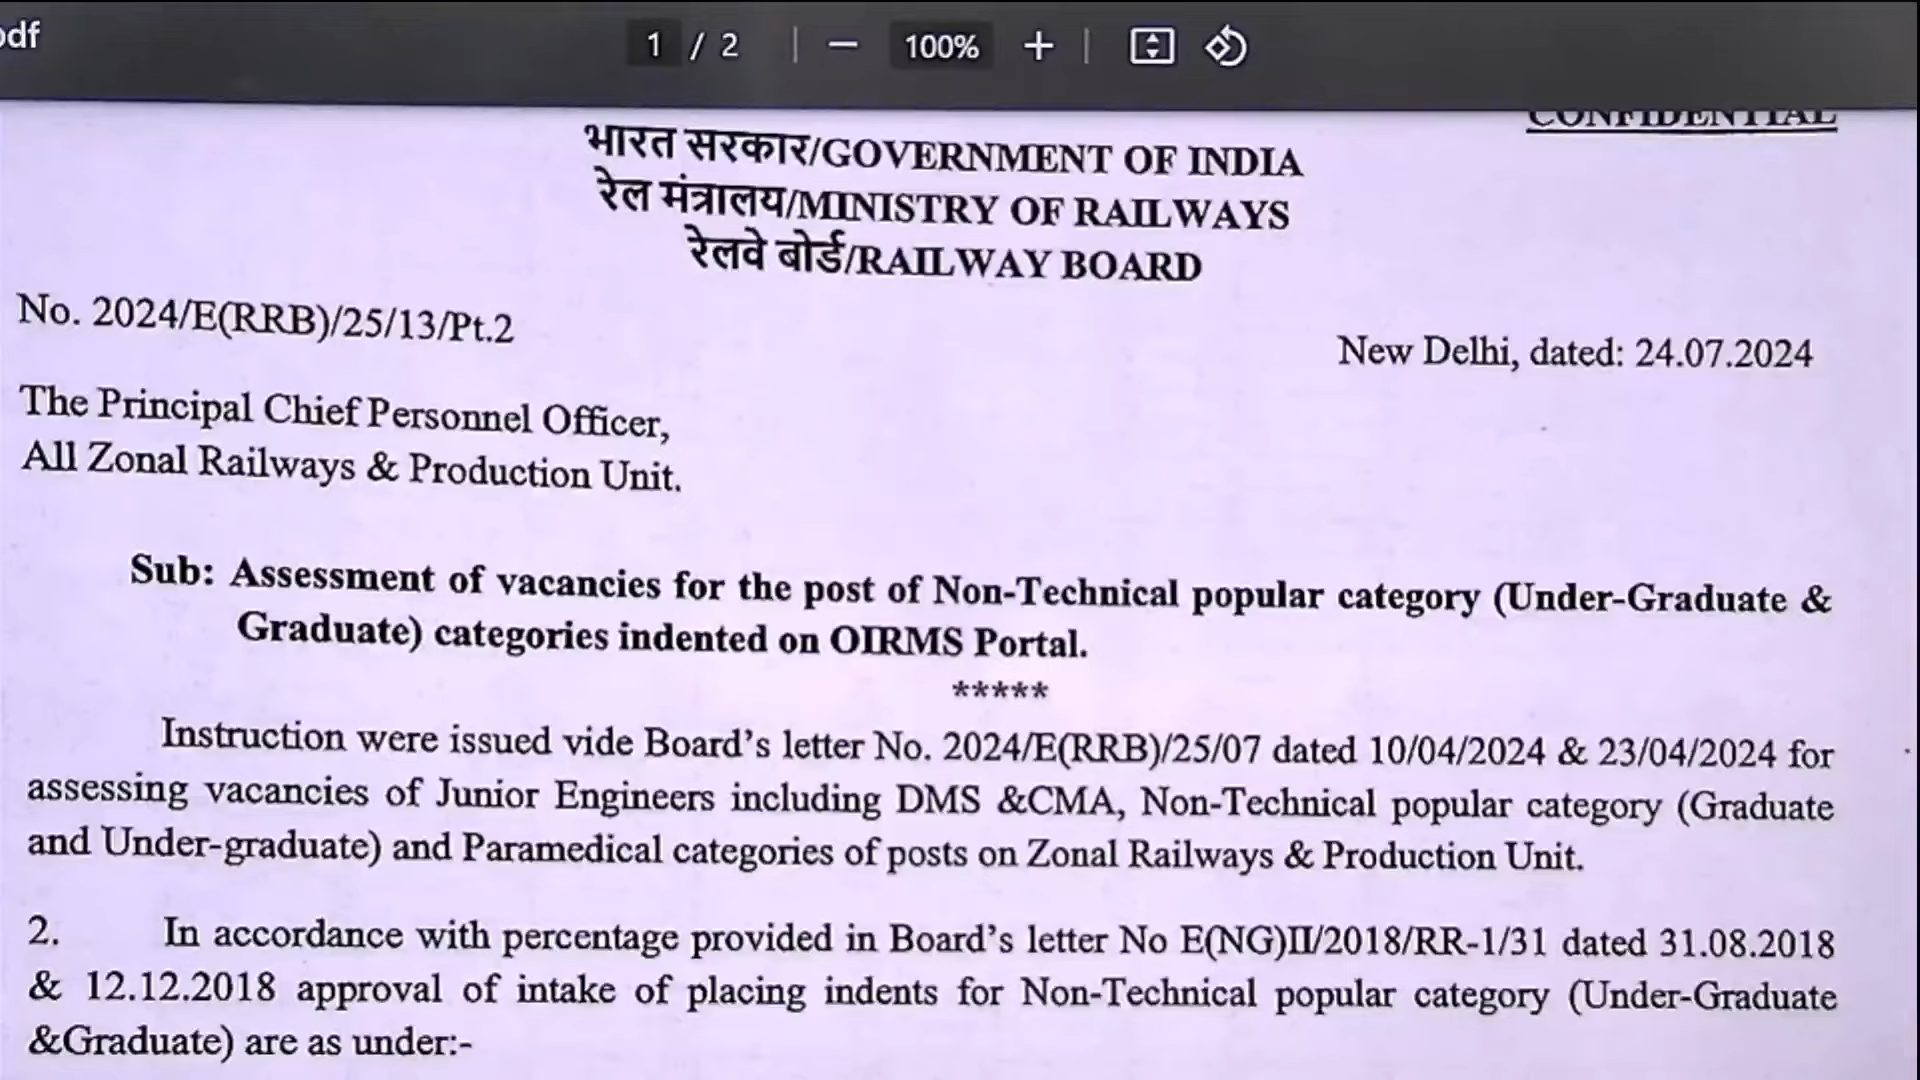 pdf
1 / 2 — 100% +
CONFIDENTIAL
भारत सरकार/GOVERNMENT OF INDIA
रेल मंत्रालय/MINISTRY OF RAILWAYS
रेलवे बोर्ड/RAILWAY BOARD
No. 2024/E(RRB)/25/13/Pt.2
New Delhi, dated: 24.07.2024
The Principal Chief Personnel Officer,
All Zonal Railways & Production Unit.
Sub: Assessment of vacancies for the post of Non-Technical popular category (Under-Graduate &
Graduate) categories indented on OIRMS Portal.
*****
Instruction were issued vide Board's letter No. 2024/E(RRB)/25/07 dated 10/04/2024 & 23/04/2024 for
assessing vacancies of Junior Engineers including DMS &CMA, Non-Technical popular category (Graduate
and Under-graduate) and Paramedical categories of posts on Zonal Railways & Production Unit.
2. In accordance with percentage provided in Board's letter No E(NG)II/2018/RR-1/31 dated 31.08.2018
& 12.12.2018 approval of intake of placing indents for Non-Technical popular category (Under-Graduate
&Graduate) are as under:-